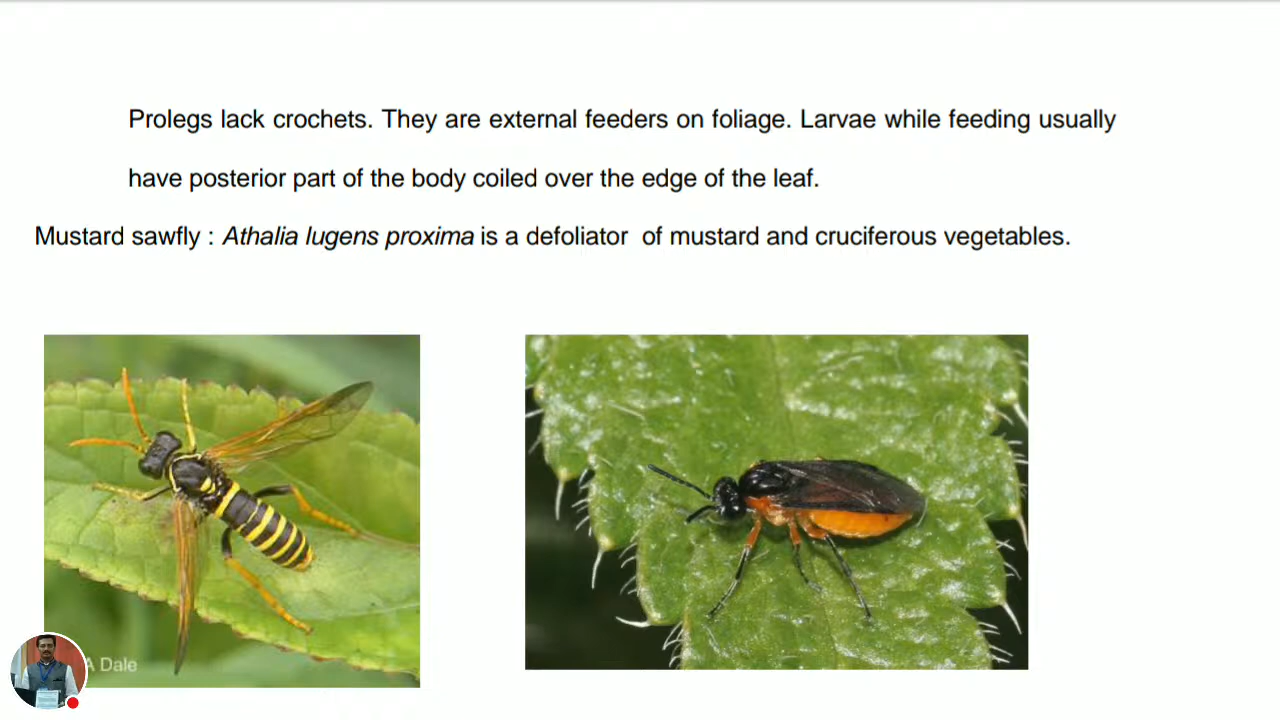 Prolegs lack crochets. They are external feeders on foliage. Larvae while feeding usually
have posterior part of the body coiled over the edge of the leaf.
Mustard sawfly : Athalia lugens proxima is a defoliator of mustard and cruciferous vegetables.
A Dale